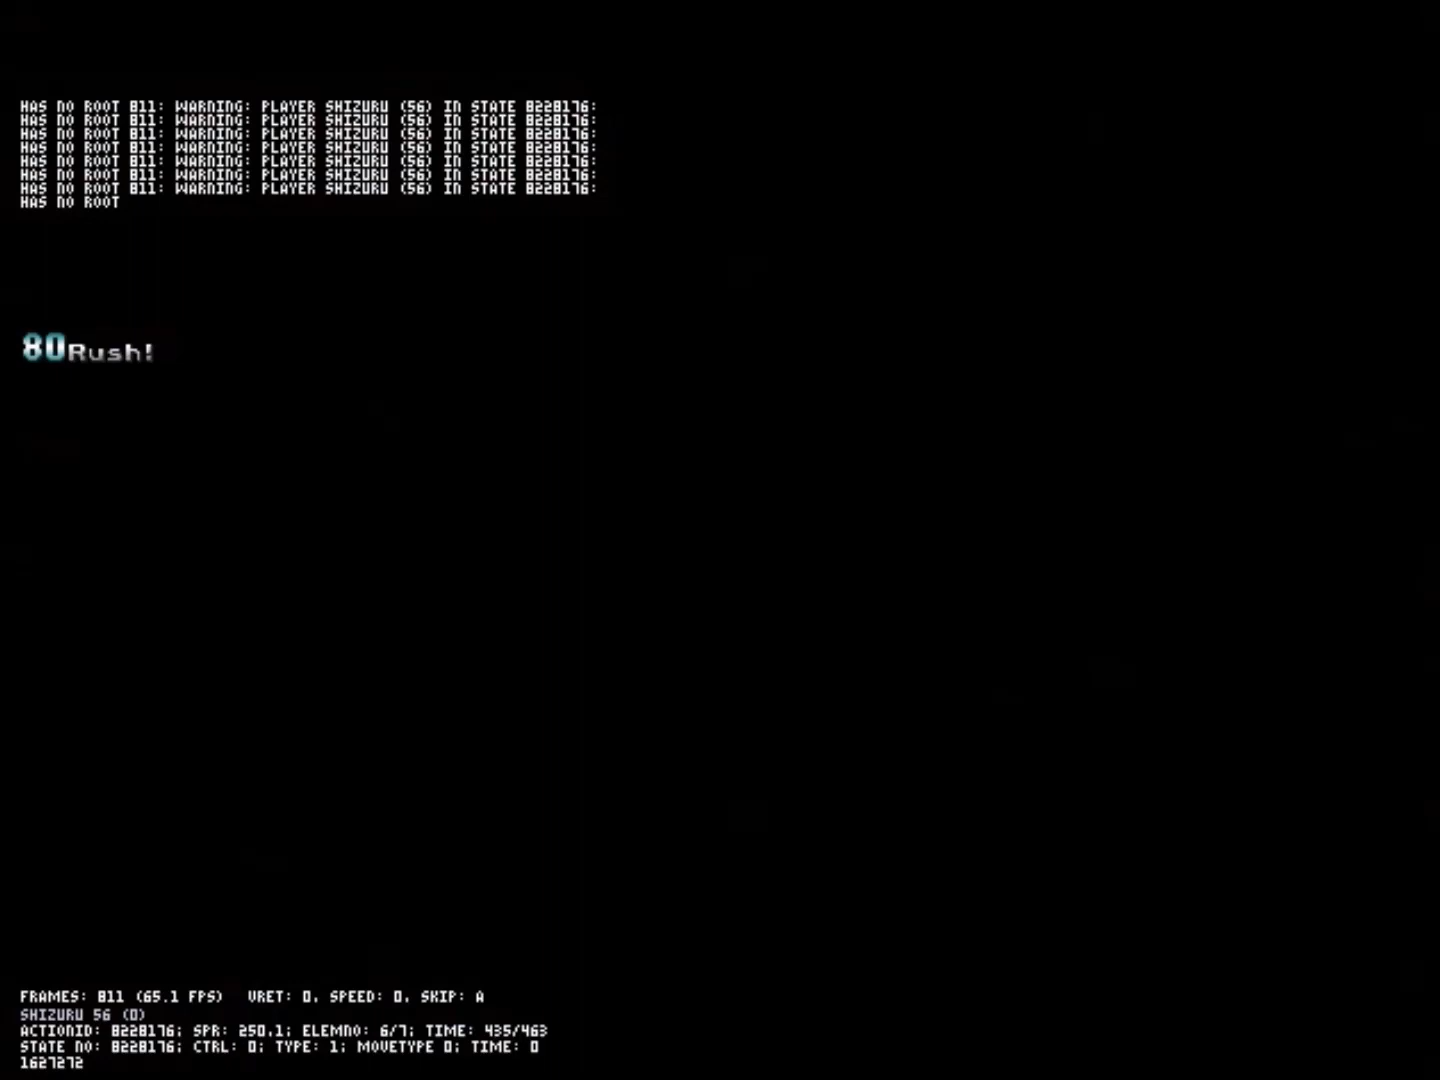 HAS NO ROOT 811: WARNING: PLAYER SHIZURU (56) IN STATE 8228176:
HAS NO ROOT 811: WARNING: PLAYER SHIZURU (56) IN STATE 8228176:
HAS NO ROOT 811: WARNING: PLAYER SHIZURU (56) IN STATE 8228176:
HAS NO ROOT 811: WARNING: PLAYER SHIZURU (56) IN STATE 8228176:
HAS NO ROOT 811: WARNING: PLAYER SHIZURU (56) IN STATE 8228176:
HAS NO ROOT 811: WARNING: PLAYER SHIZURU (56) IN STATE 8228176:
HAS NO ROOT 811: WARNING: PLAYER SHIZURU (56) IN STATE 8228176:
HAS NO ROOT
80Rush!
FRAMES: 811 (65.1 FPS) VRET: 0. SPEED: 0. SKIP: A
SHIZURU 56 (0)
ACTIONID: 8228176; SPR: 250.1; ELEMNO: 6/7; TIME: 435/463
STATE NO: 8228176; CTRL: 0; TYPE: 1; MOVETYPE 0; TIME: 0
1627272